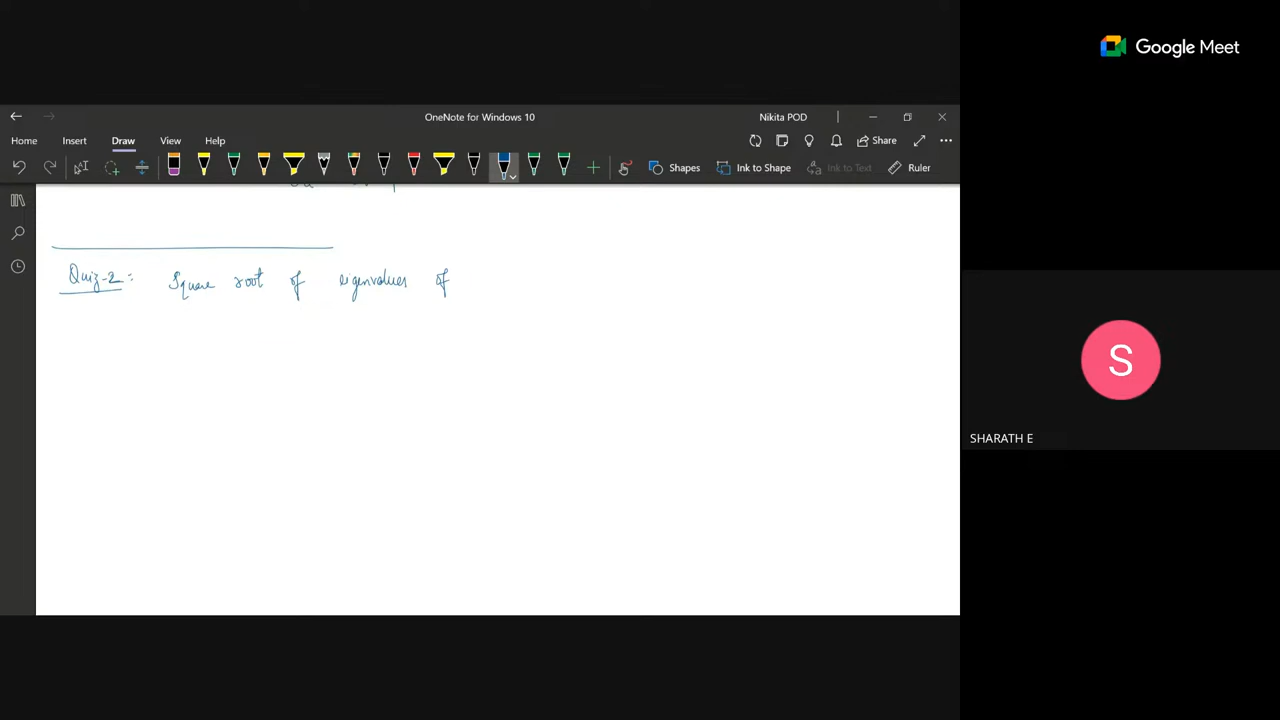 Google Meet
OneNote for Windows 10
Nikita POD
Home Insert Draw View Help
Share
Shapes Ink to Shape Ink to Text Ruler
Quiz-2: Square root of eigenvalues of
S
SHARATH E